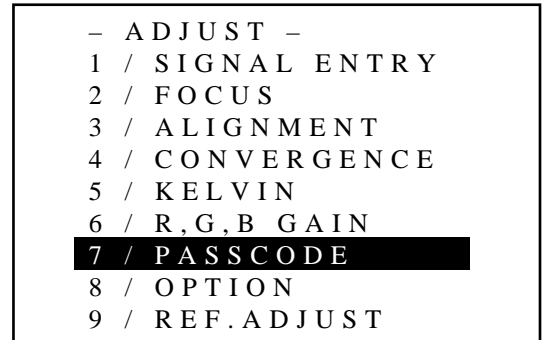 – ADJUST –
1 / SIGNAL ENTRY
2 / FOCUS
3 / ALIGNMENT
4 / CONVERGENCE
5 / KELVIN
6 / R,G,B GAIN
7 / PASSCODE
8 / OPTION
9 / REF.ADJUST